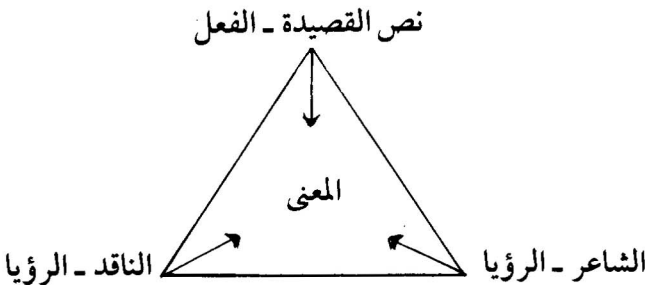 نص القصيدة ـ الفعل
المعنى
الشاعر ـ الرؤيا
الناقد ـ الرؤيا